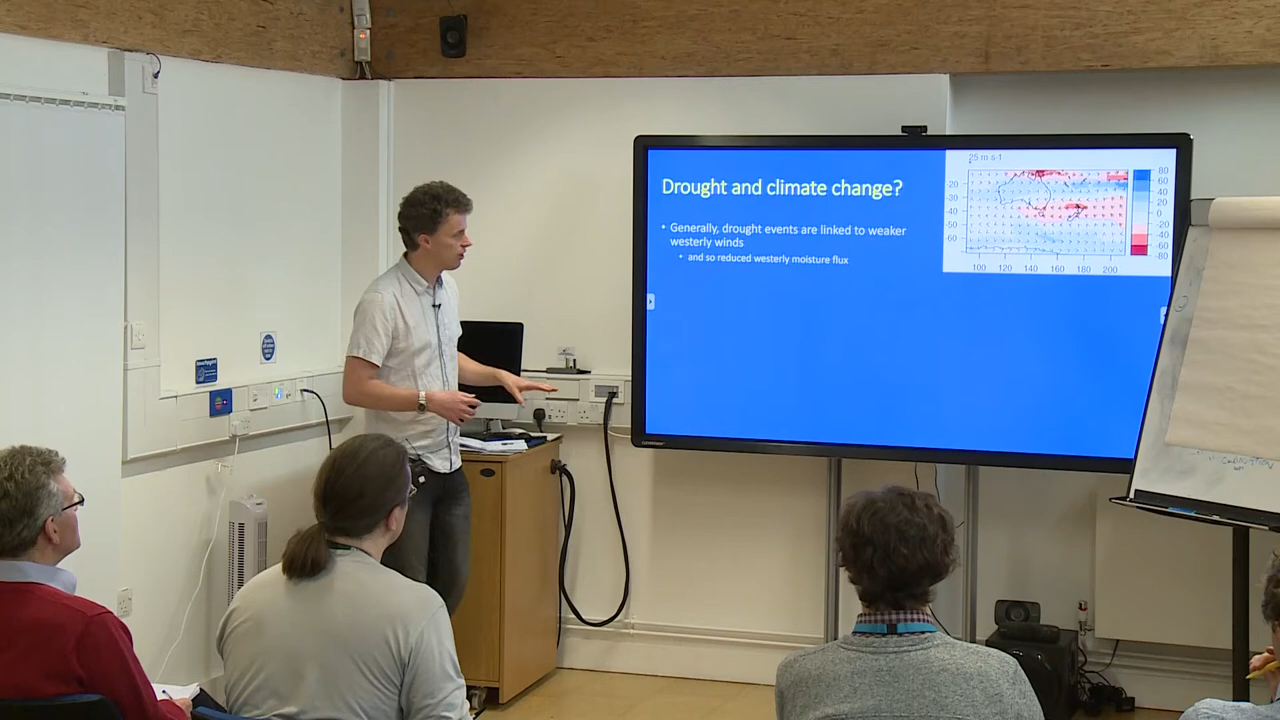 Drought and climate change?
• Generally, drought events are linked to weaker
westerly winds
• and so reduced westerly moisture flux
25 m s-1
-20
-30
-40
-50
-60
100 120 140 160 180 200
80
60
40
20
0
-20
-40
-60
-80